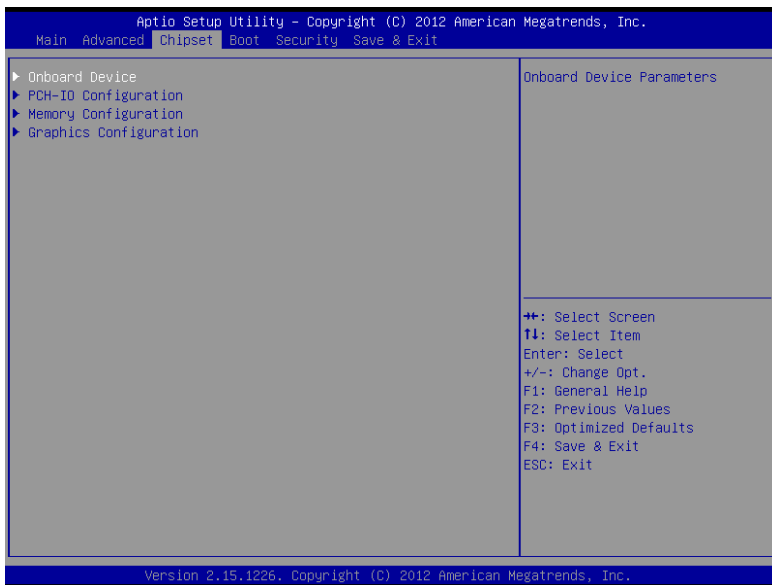 Aptio Setup Utility – Copyright (C) 2012 American Megatrends, Inc.
Main Advanced Chipset Boot Security Save & Exit
Onboard Device
PCH-IO Configuration
Memory Configuration
Graphics Configuration
Onboard Device Parameters
→←: Select Screen
↑↓: Select Item
Enter: Select
+/-: Change Opt.
F1: General Help
F2: Previous Values
F3: Optimized Defaults
F4: Save & Exit
ESC: Exit
Version 2.15.1226. Copyright (C) 2012 American Megatrends, Inc.